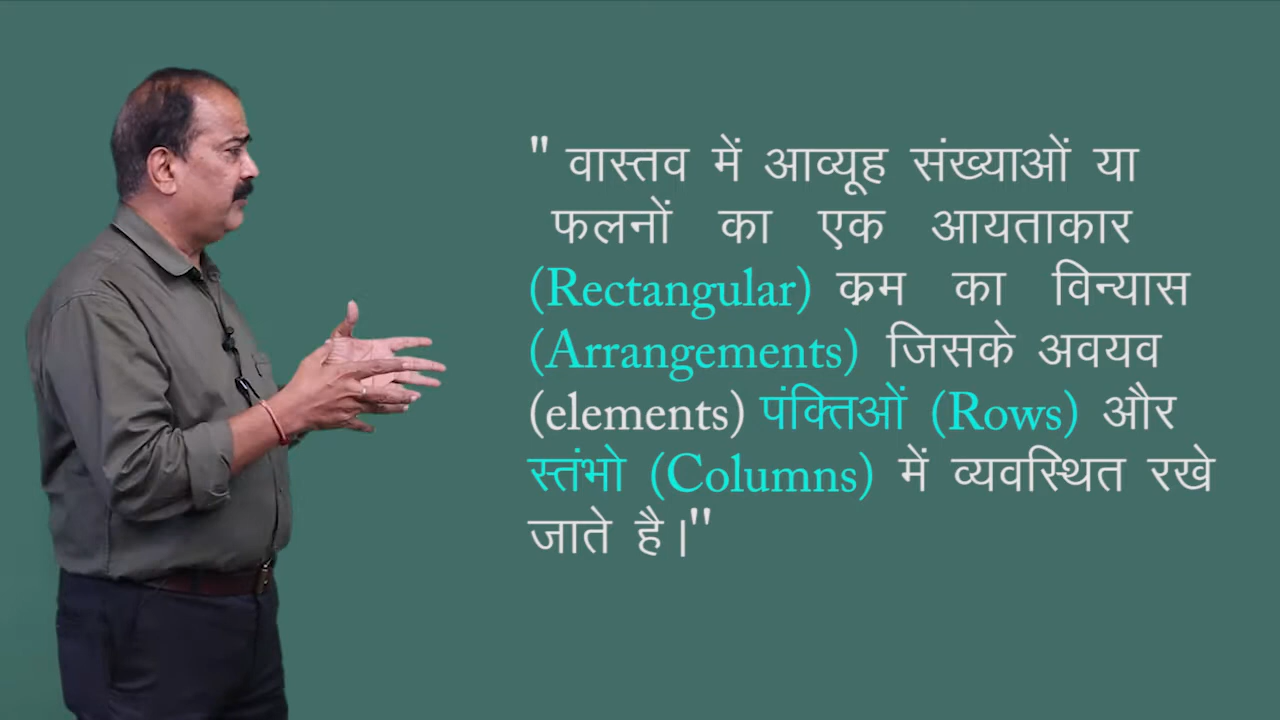 " वास्तव में आव्यूह संख्याओं या
फलनों का एक आयताकार
(Rectangular) क्रम का विन्यास
(Arrangements) जिसके अवयव
(elements) पंक्तिओं (Rows) और
स्तंभो (Columns) में व्यवस्थित रखे
जाते है।"